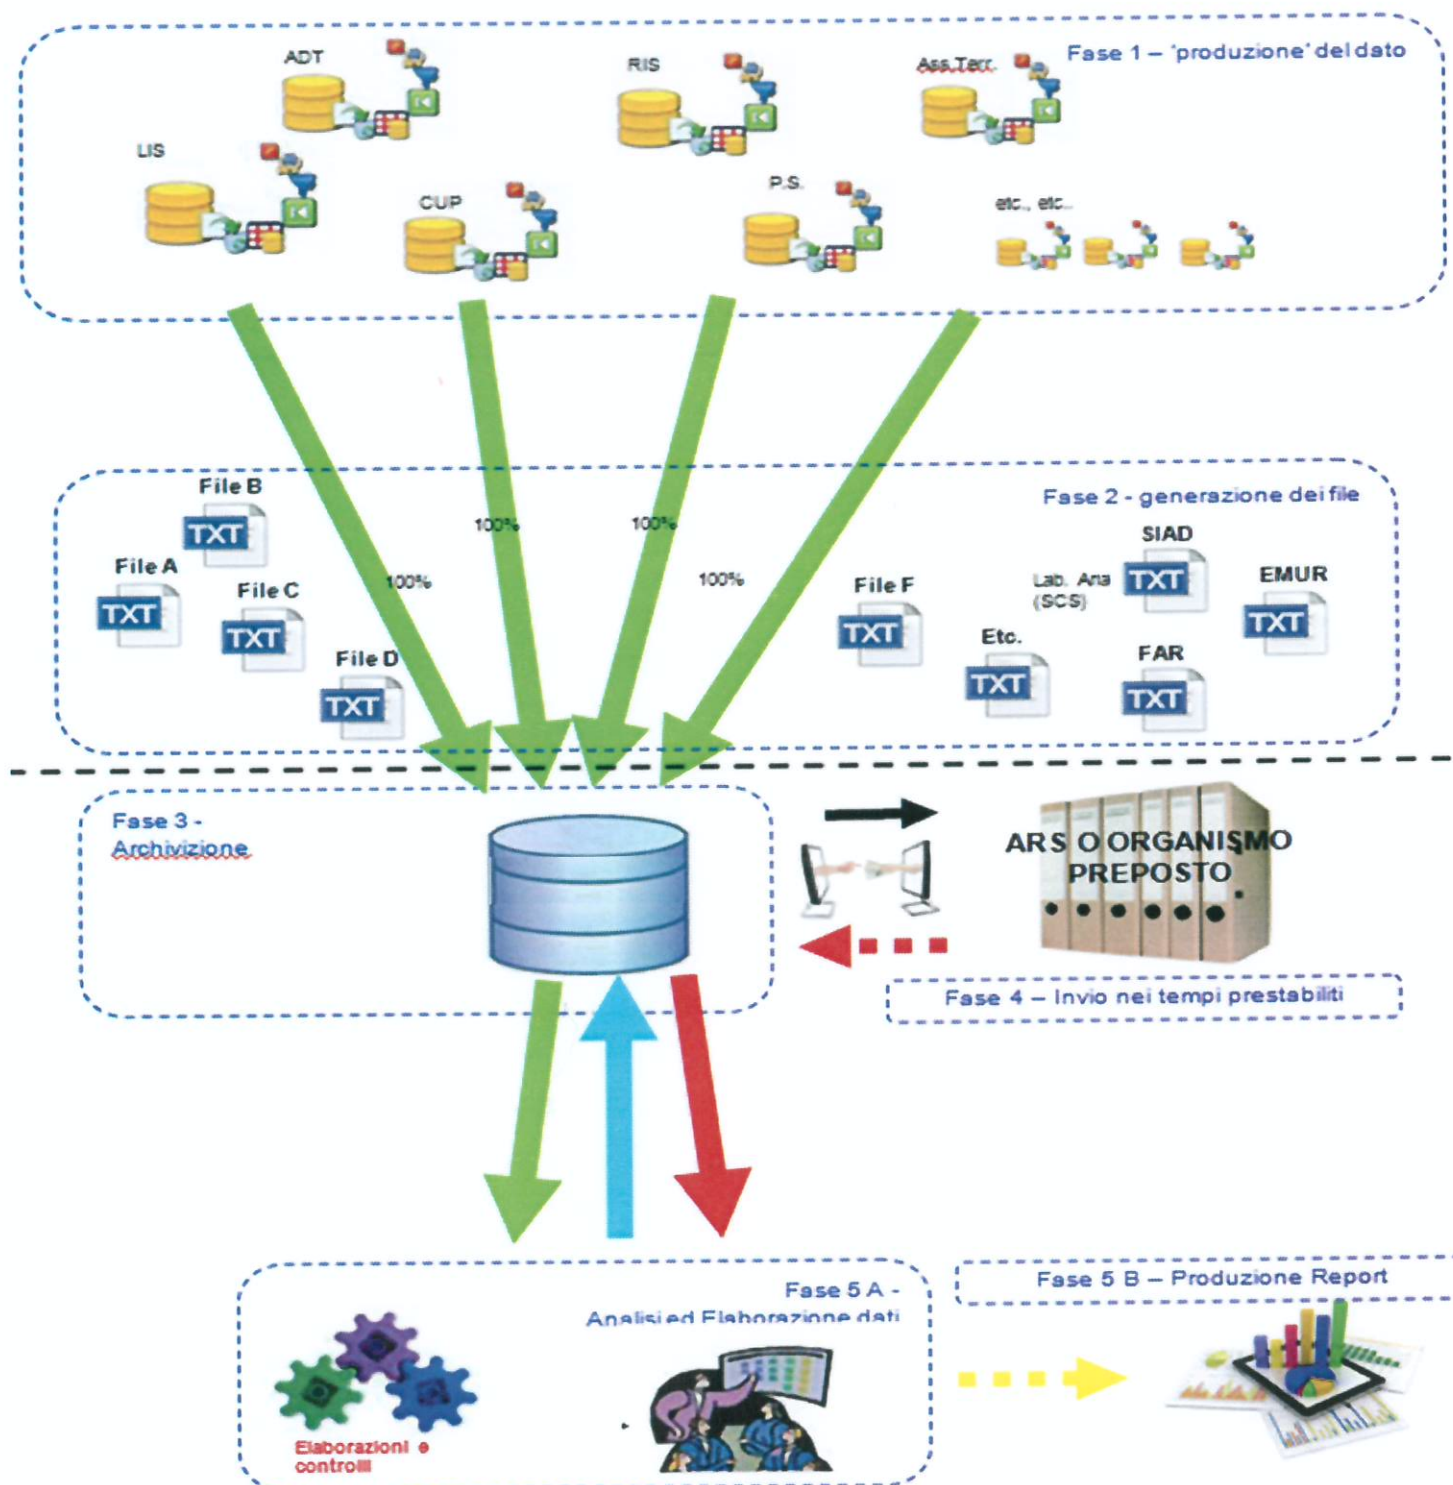 Fase 1 – 'produzione' del dato
ADT
RIS
Ass.Terr.
LIS
CUP
P.S.
etc., etc..
Fase 2 - generazione dei file
File B
TXT
File A
TXT
File C
TXT
File D
TXT
100%
100%
100%
100%
File F
TXT
Lab. Ana
(SCS)
SIAD
TXT
EMUR
TXT
Etc.
TXT
FAR
TXT
Fase 3 -
Archivizione
ARS O ORGANISMO
PREPOSTO
Fase 4 – Invio nei tempi prestabiliti
Fase 5 A -
Analisi ed Elaborazione dati
Elaborazioni e
controlli
Fase 5 B – Produzione Report